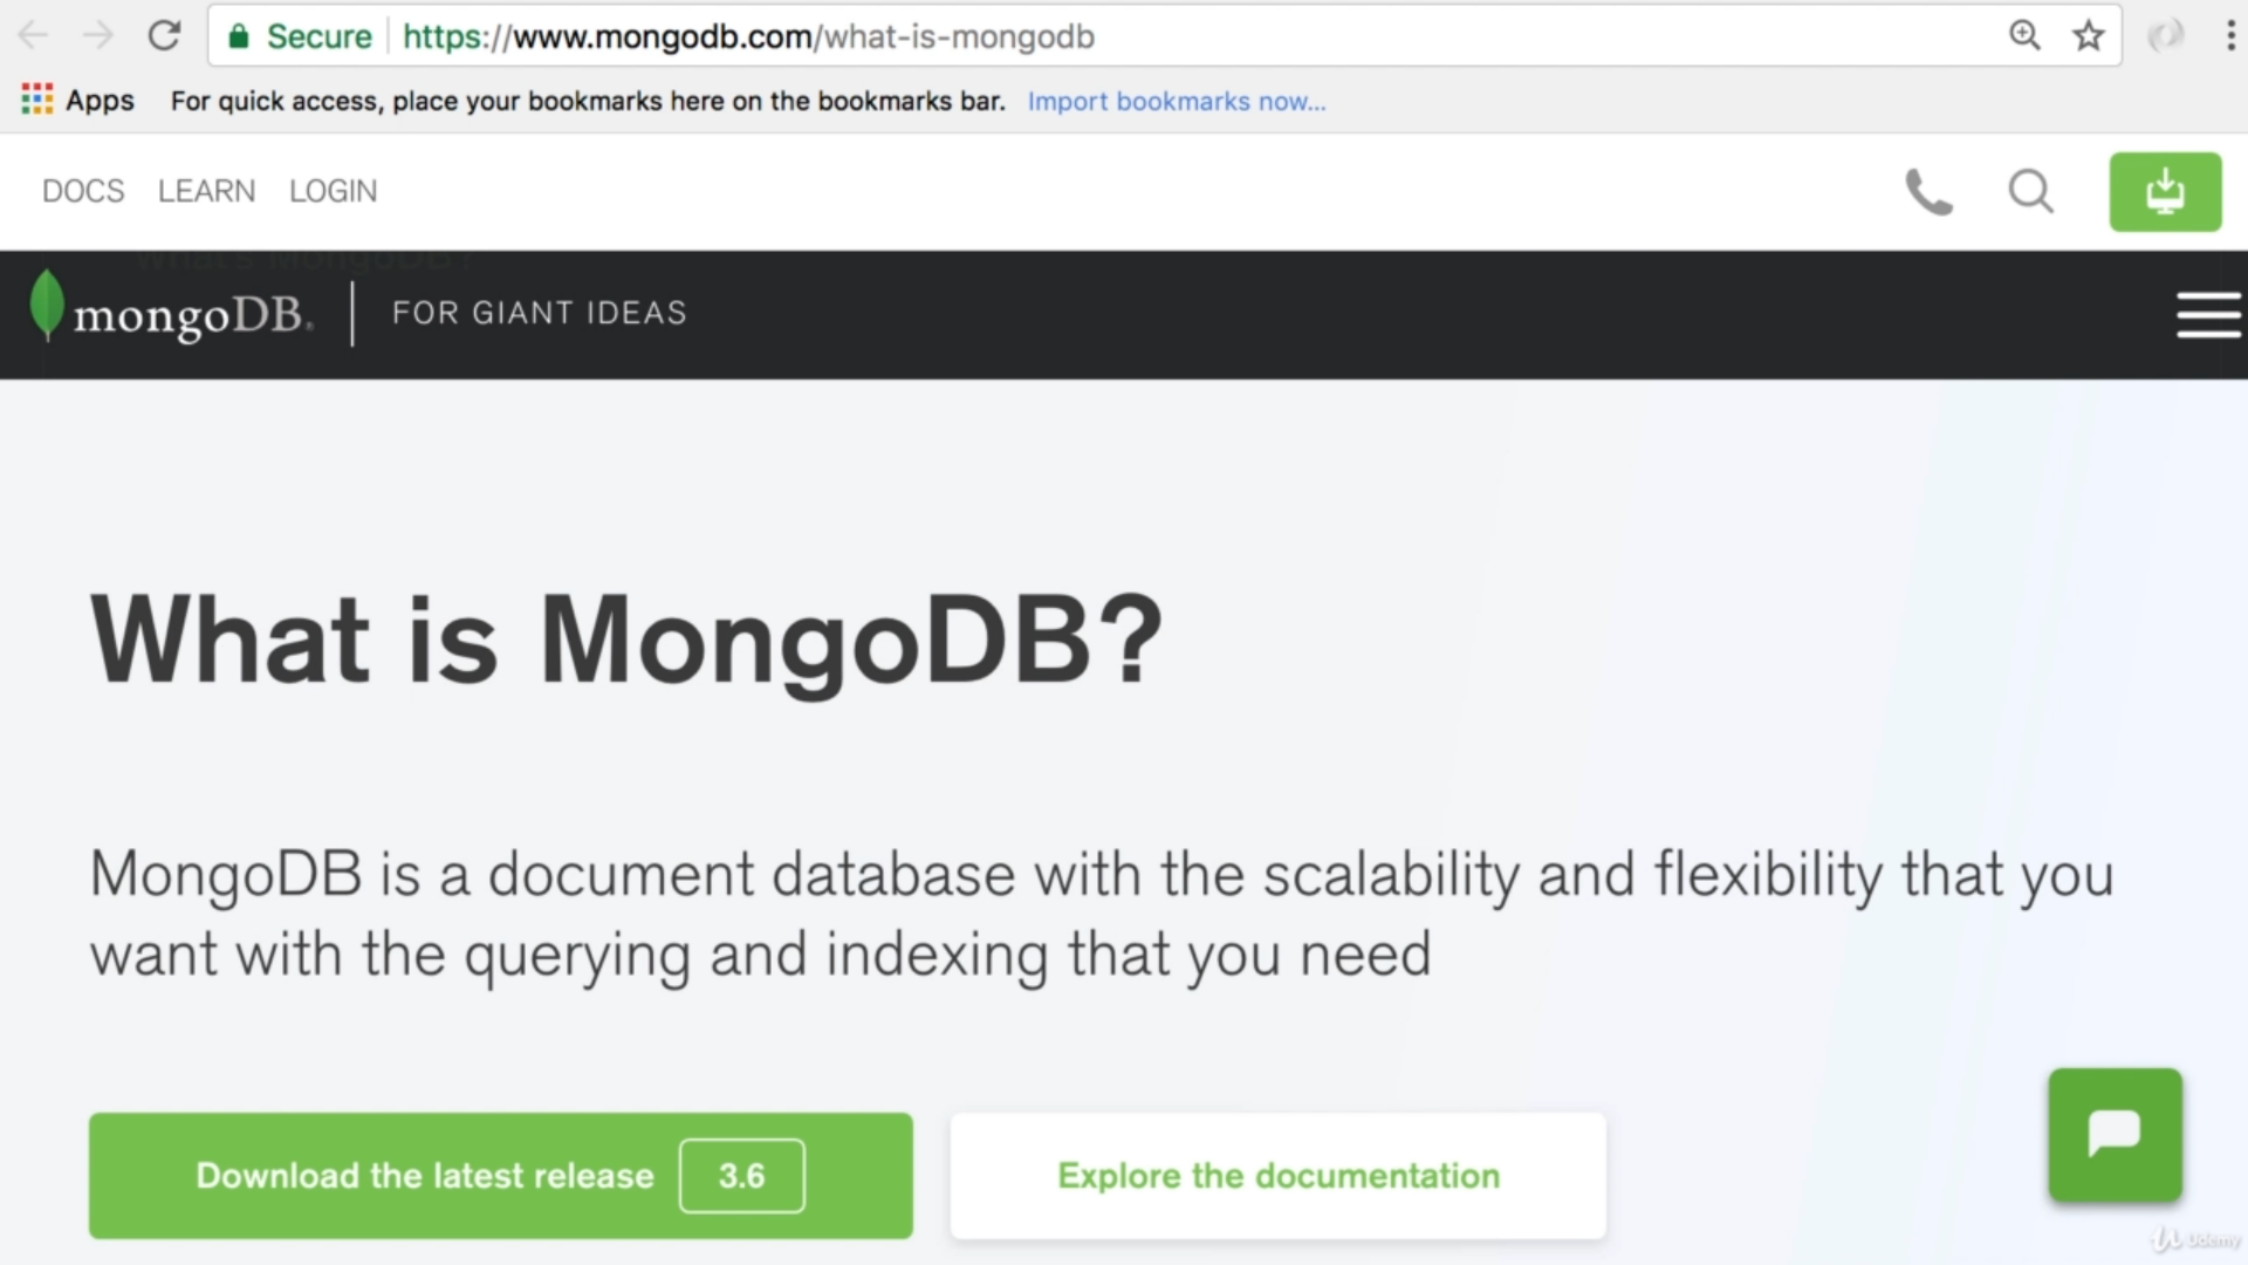 Secure https://www.mongodb.com/what-is-mongodb
Apps For quick access, place your bookmarks here on the bookmarks bar. Import bookmarks now...
DOCS LEARN LOGIN
What's MongoDB?
mongoDB. FOR GIANT IDEAS
What is MongoDB?
MongoDB is a document database with the scalability and flexibility that you
want with the querying and indexing that you need
Download the latest release 3.6
Explore the documentation
Udemy